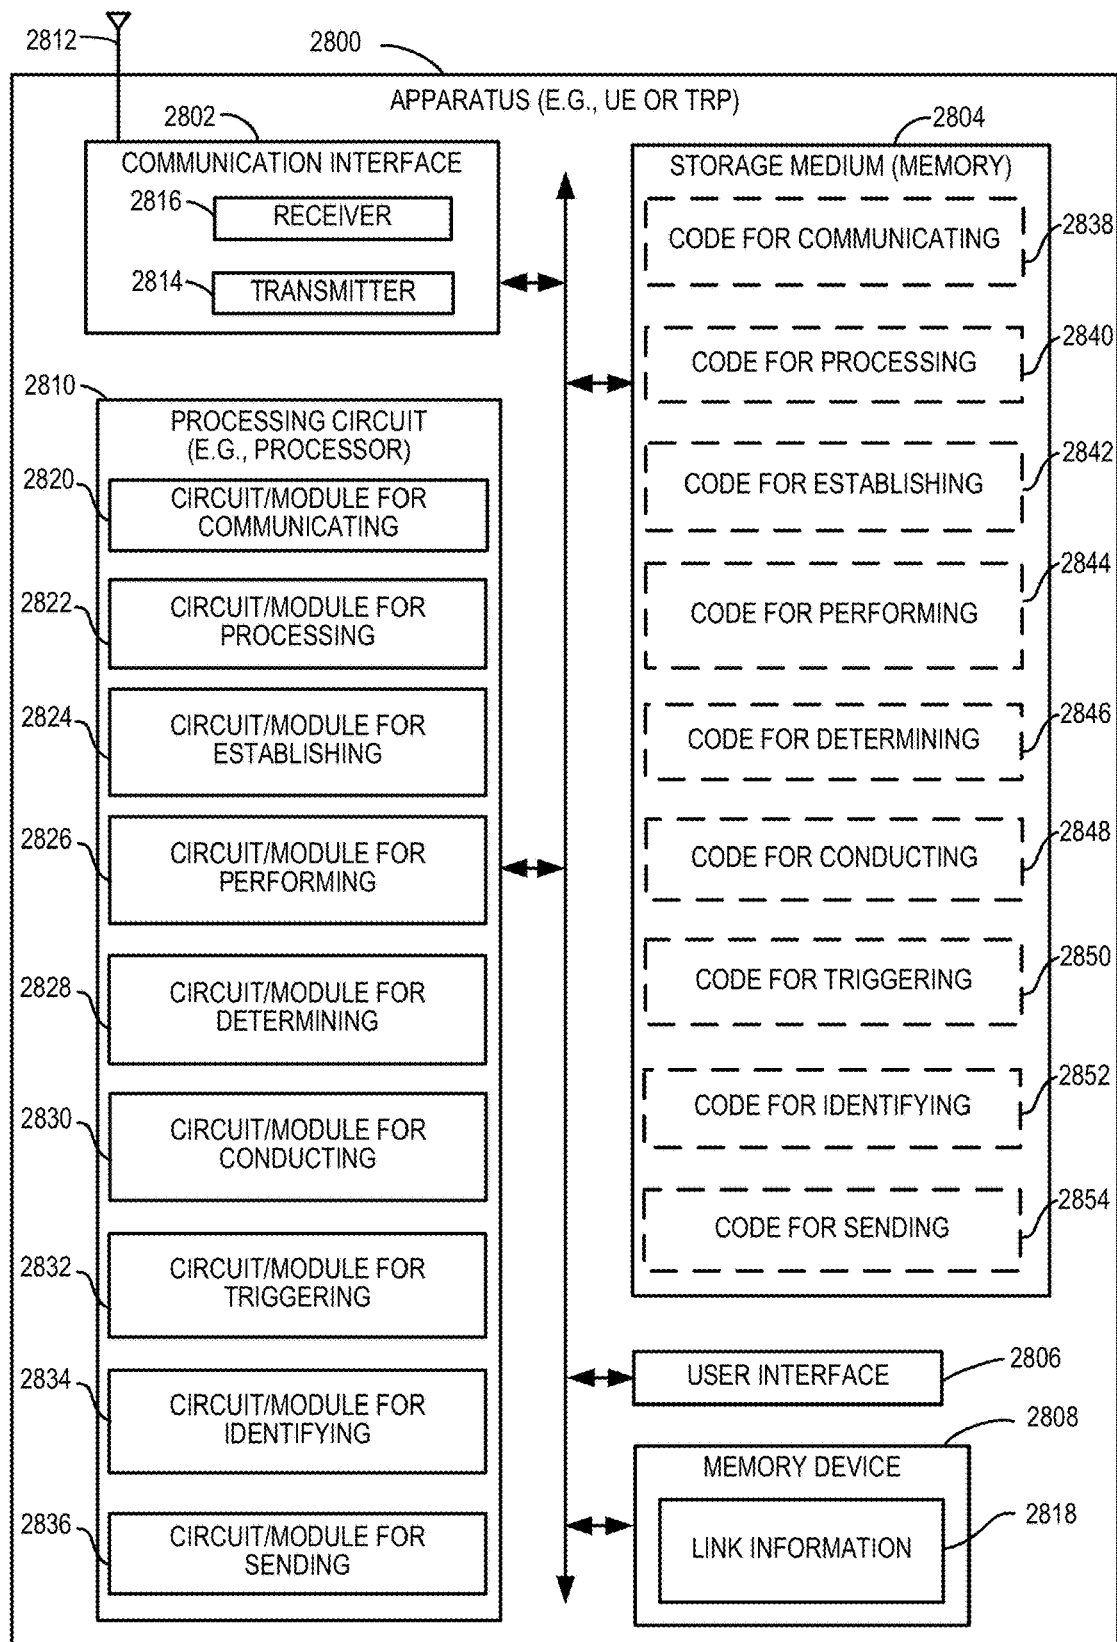 2812
2800
APPARATUS (E.G., UE OR TRP)
2802
COMMUNICATION INTERFACE
2816
RECEIVER
2814
TRANSMITTER
2810
PROCESSING CIRCUIT
(E.G., PROCESSOR)
2820
CIRCUIT/MODULE FOR
COMMUNICATING
2822
CIRCUIT/MODULE FOR
PROCESSING
2824
CIRCUIT/MODULE FOR
ESTABLISHING
2826
CIRCUIT/MODULE FOR
PERFORMING
2828
CIRCUIT/MODULE FOR
DETERMINING
2830
CIRCUIT/MODULE FOR
CONDUCTING
2832
CIRCUIT/MODULE FOR
TRIGGERING
2834
CIRCUIT/MODULE FOR
IDENTIFYING
2836
CIRCUIT/MODULE FOR
SENDING
2804
STORAGE MEDIUM (MEMORY)
CODE FOR COMMUNICATING
2838
CODE FOR PROCESSING
2840
CODE FOR ESTABLISHING
2842
CODE FOR PERFORMING
2844
CODE FOR DETERMINING
2846
CODE FOR CONDUCTING
2848
CODE FOR TRIGGERING
2850
CODE FOR IDENTIFYING
2852
CODE FOR SENDING
2854
USER INTERFACE
2806
2808
MEMORY DEVICE
LINK INFORMATION
2818